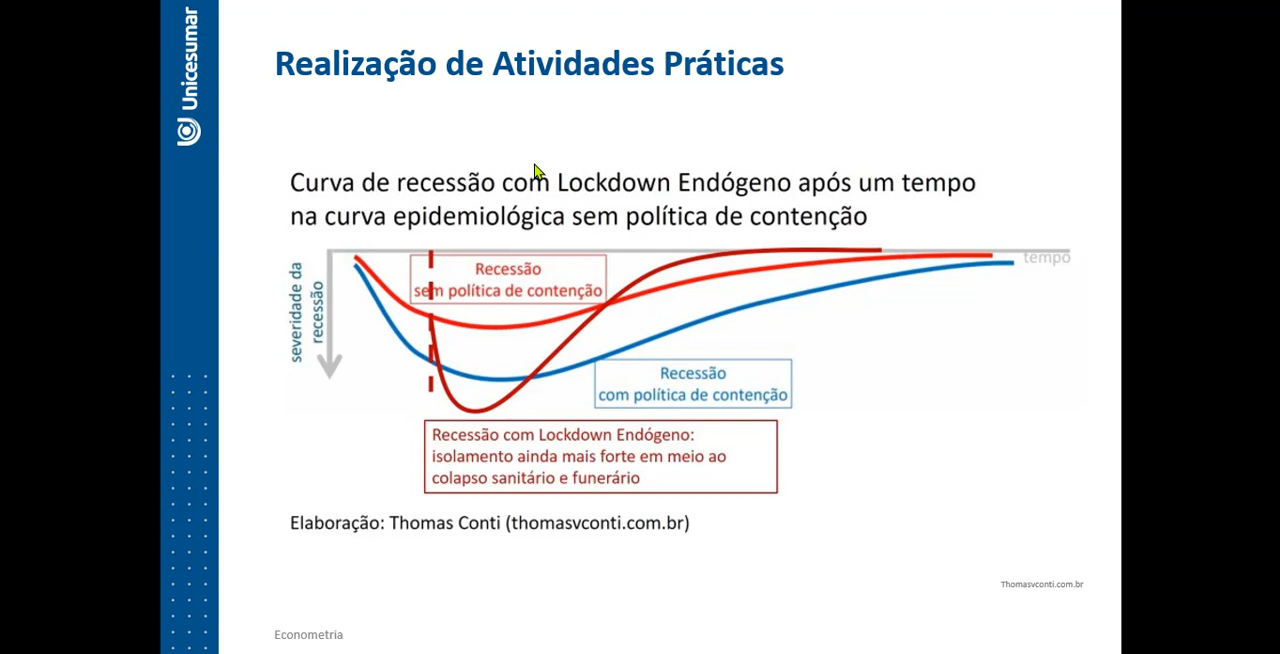 Unicesumar
Realização de Atividades Práticas
Curva de recessão com Lockdown Endógeno após um tempo
na curva epidemiológica sem política de contenção
tempo
severidade da
recessão
Recessão
sem política de contenção
Recessão
com política de contenção
Recessão com Lockdown Endógeno:
isolamento ainda mais forte em meio ao
colapso sanitário e funerário
Elaboração: Thomas Conti (thomasvconti.com.br)
Thomasvconti.com.br
Econometria